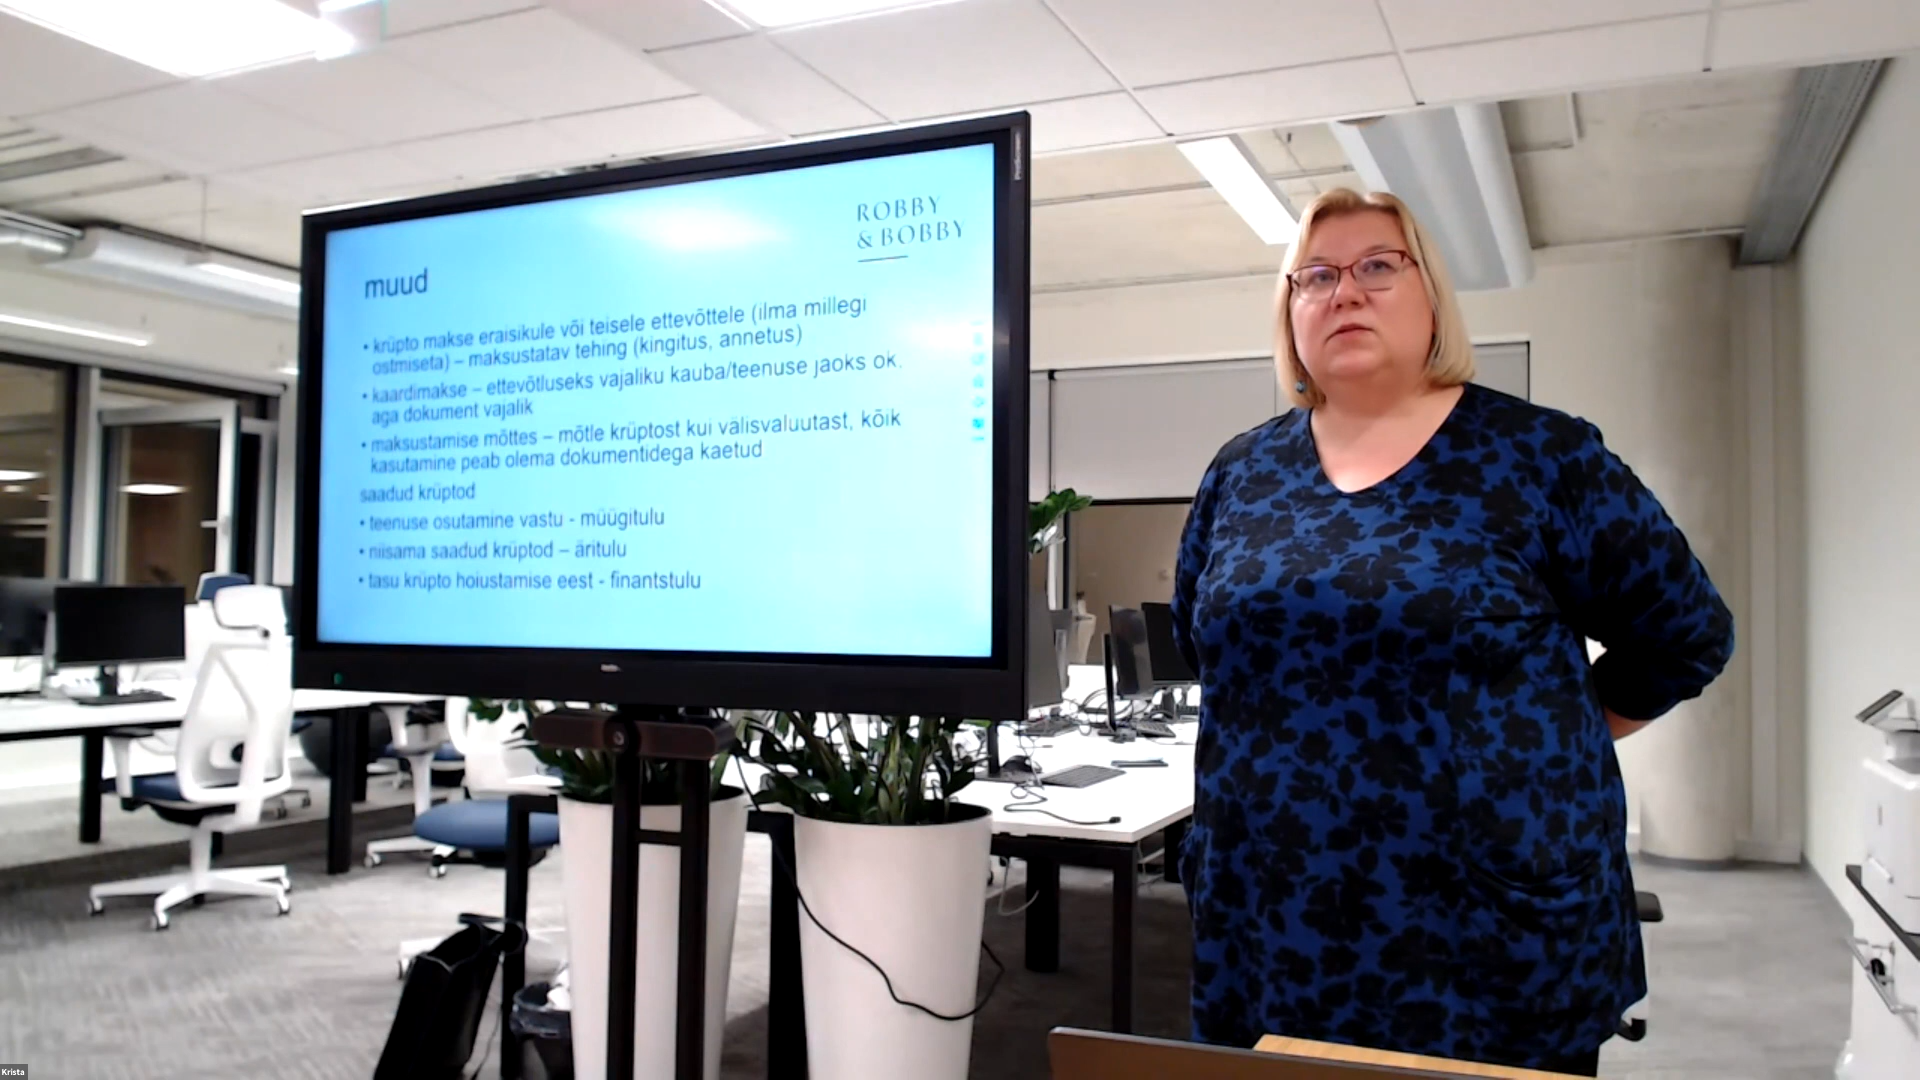 ROBBY
& BOBBY
muud
• krüpto makse eraisikule või teisele ettevõttele (ilma millegi
ostmiseta) – maksustatav tehing (kingitus, annetus)
• kaardimakse – ettevõtluseks vajaliku kauba/teenuse jaoks ok,
aga dokument vajalik
• maksustamise mõttes – mõtle krüptost kui välisvaluutast, kõik
kasutamine peab olema dokumentidega kaetud
saadud krüptod
• teenuse osutamine vastu - müügitulu
• niisama saadud krüptod – äritulu
• tasu krüpto hoiustamise eest - finantstulu
Krista